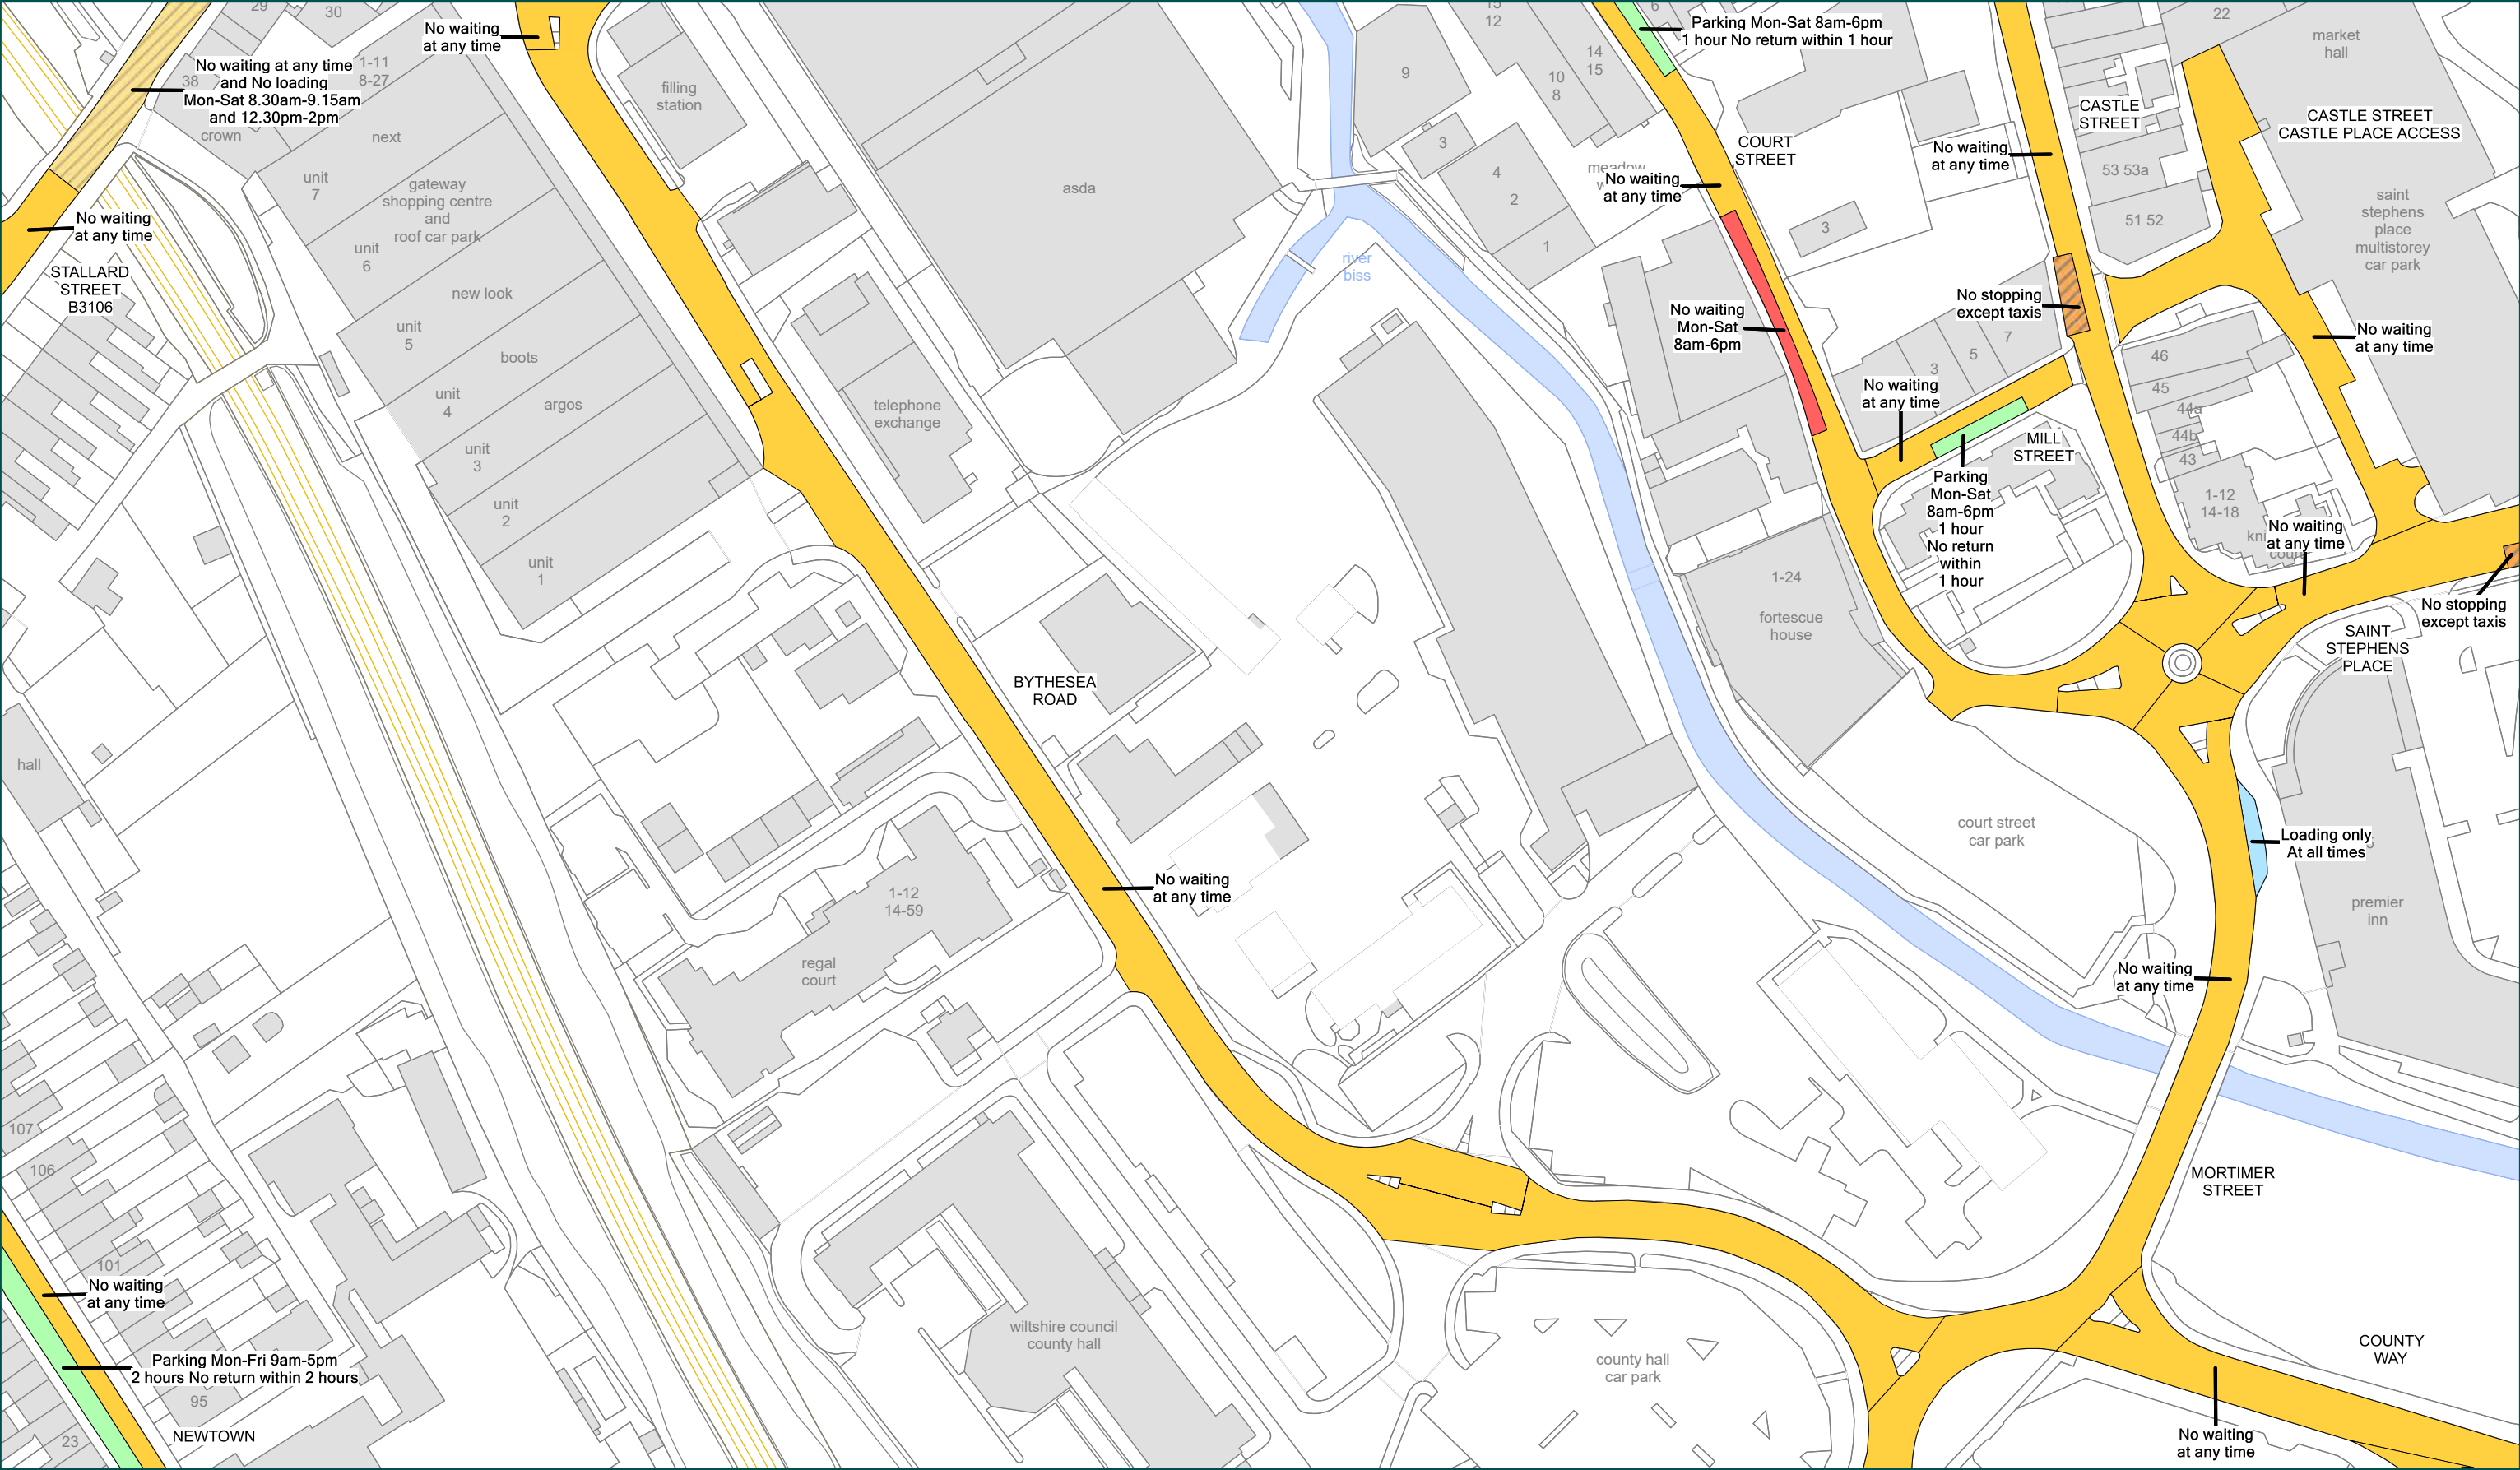 29
30
No waiting
at any time
No waiting at any time
and No loading
Mon-Sat 8.30am-9.15am
and 12.30pm-2pm
38
crown
1-11
8-27
next
unit
7
gateway
shopping centre
and
roof car park
unit
6
new look
unit
5
boots
unit
4
argos
unit
3
unit
2
unit
1
No waiting
at any time
STALLARD
STREET
B3106
filling
station
asda
telephone
exchange
river
biss
9
3
4
2
1
15
12
14
15
10
8
6
Parking Mon-Sat 8am-6pm
1 hour No return within 1 hour
COURT
STREET
meadow
No waiting
at any time
3
No waiting
Mon-Sat
8am-6pm
22
market
hall
CASTLE
STREET
CASTLE STREET
CASTLE PLACE ACCESS
No waiting
at any time
53 53a
51 52
saint
stephens
place
multistorey
car park
No stopping
except taxis
No waiting
at any time
3
5
7
46
45
44a
44b
43
1-12
14-18
No waiting
at any time
MILL
STREET
Parking
Mon-Sat
8am-6pm
1 hour
No return
within
1 hour
No waiting
at any time
court
No stopping
except taxis
SAINT
STEPHENS
PLACE
1-24
fortescue
house
BYTHESEA
ROAD
hall
court street
car park
Loading only
At all times
premier
inn
No waiting
at any time
1-12
14-59
regal
court
No waiting
at any time
MORTIMER
STREET
107
106
101
No waiting
at any time
Parking Mon-Fri 9am-5pm
2 hours No return within 2 hours
95
23
NEWTOWN
wiltshire council
county hall
county hall
car park
COUNTY
WAY
No waiting
at any time